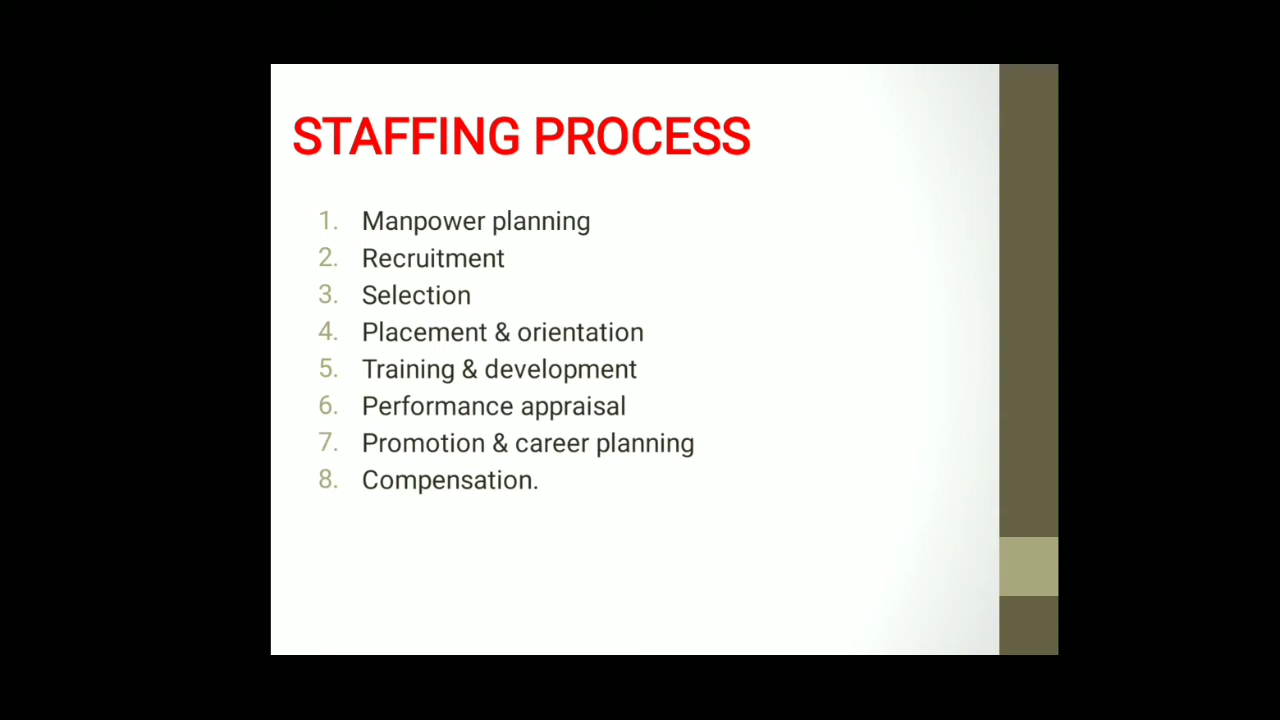 STAFFING PROCESS
1. Manpower planning
2. Recruitment
3. Selection
4. Placement & orientation
5. Training & development
6. Performance appraisal
7. Promotion & career planning
8. Compensation.